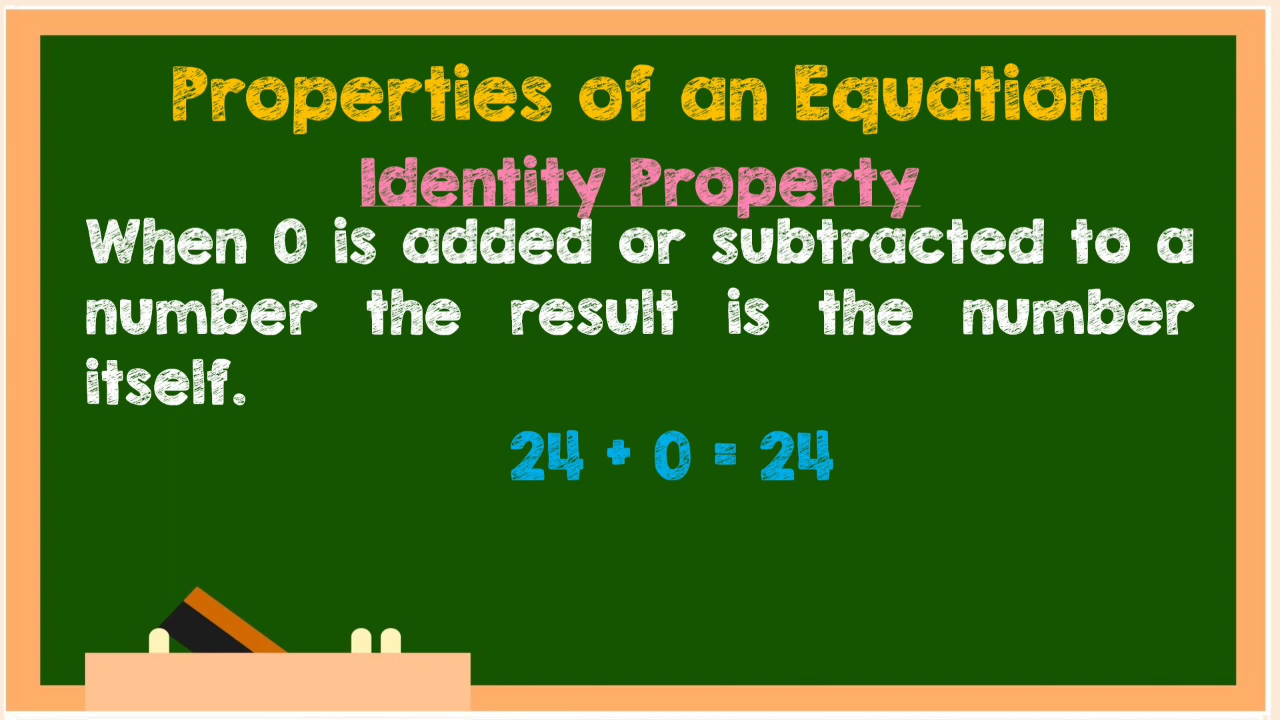 Properties of an Equation
Identity Property
When 0 is added or subtracted to a
number the result is the number
itself.
24 + 0 = 24